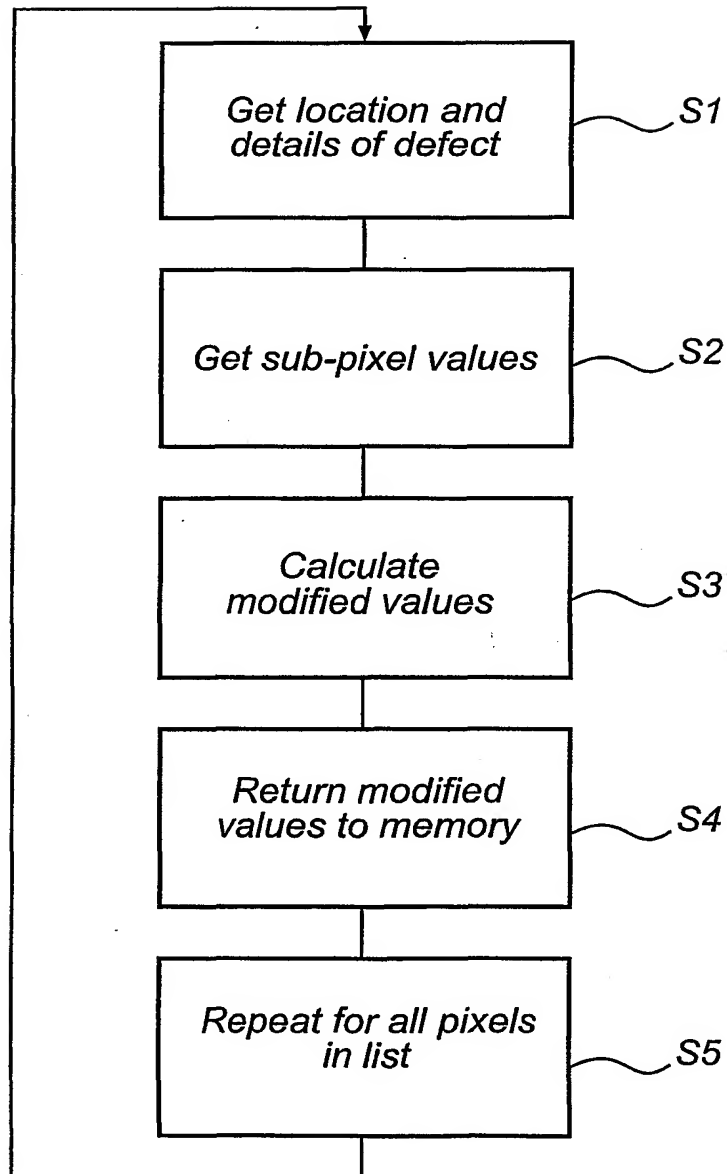 Get location and
details of defect
S1
Get sub-pixel values
S2
Calculate
modified values
S3
Return modified
values to memory
S4
Repeat for all pixels
in list
S5